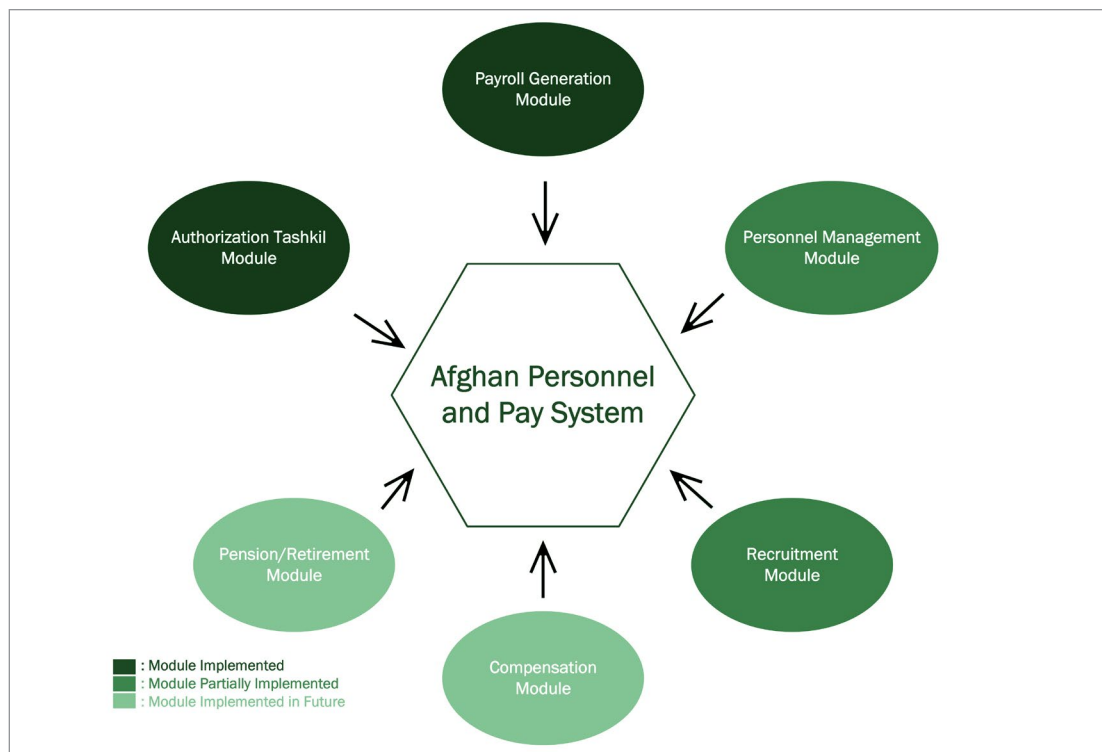 Payroll Generation
Module
Authorization Tashkil
Module
Personnel Management
Module
Afghan Personnel
and Pay System
Pension/Retirement
Module
Recruitment
Module
Compensation
Module
: Module Implemented
: Module Partially Implemented
: Module Implemented in Future